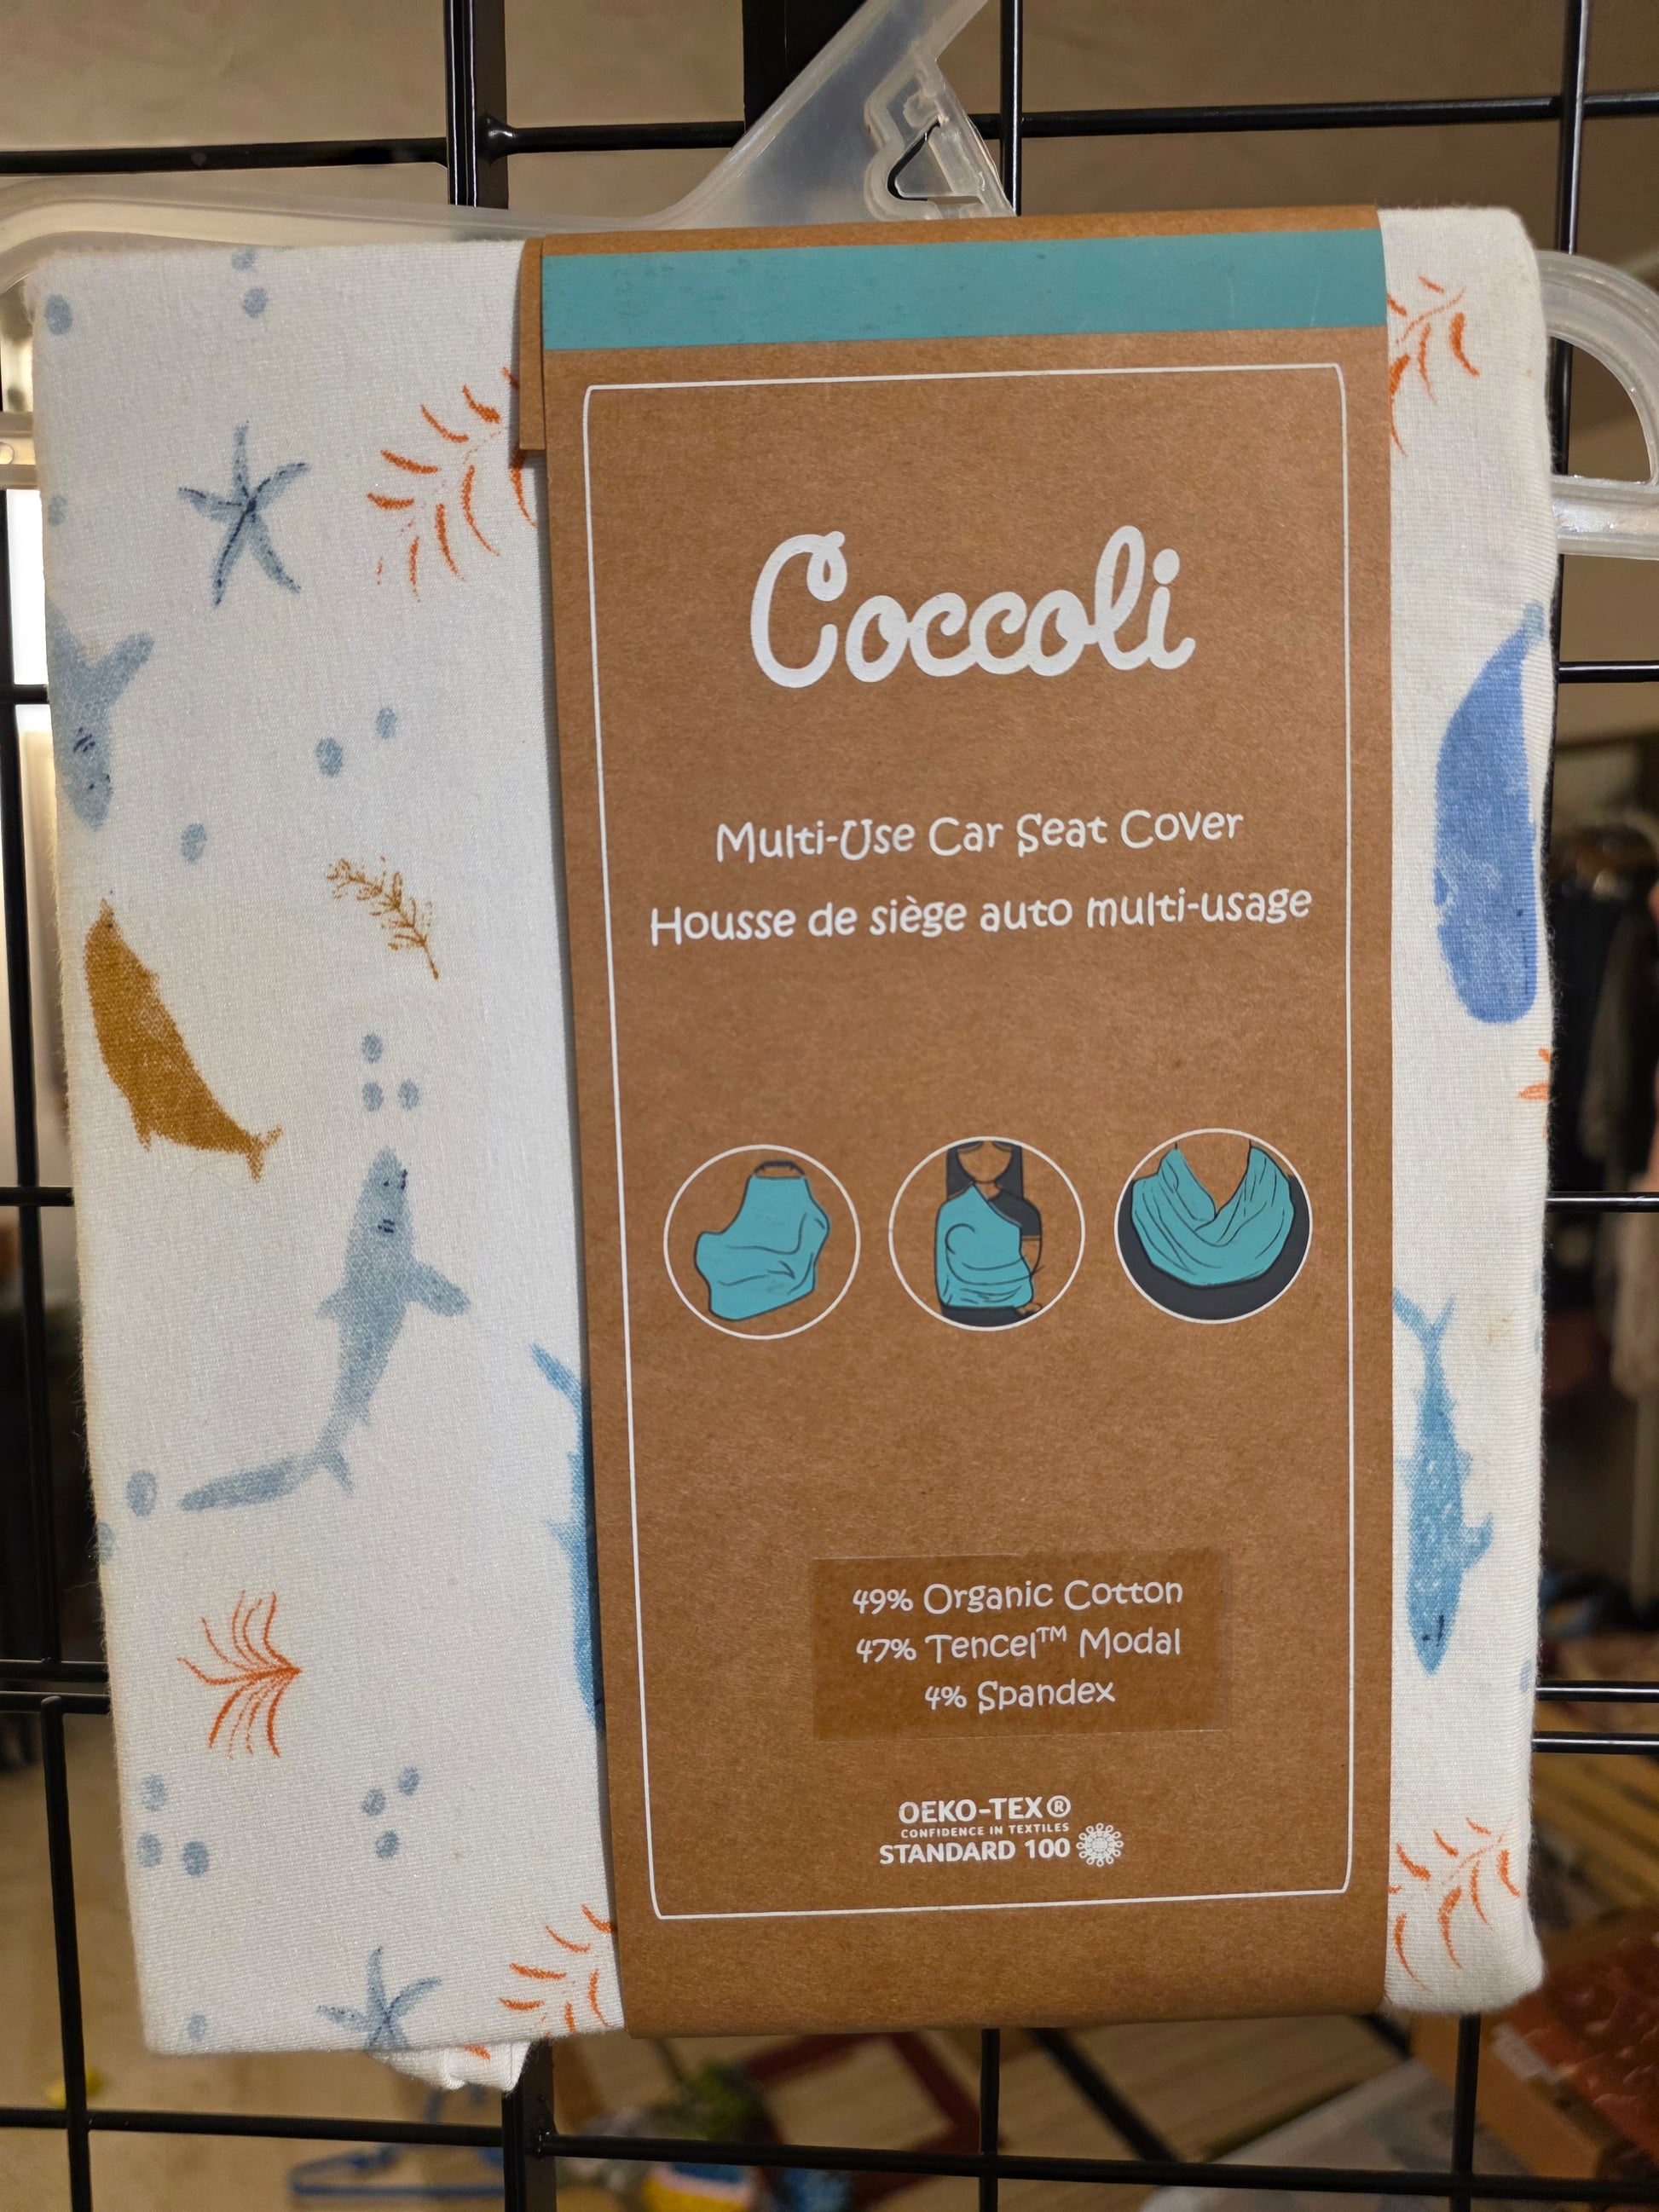 Coccoli
Multi-Use Car Seat Cover
Housse de siège auto multi-usage
49% Organic Cotton
47% Tencel™ Modal
4% Spandex
OEKO-TEX®
CONFIDENCE IN TEXTILES
STANDARD 100